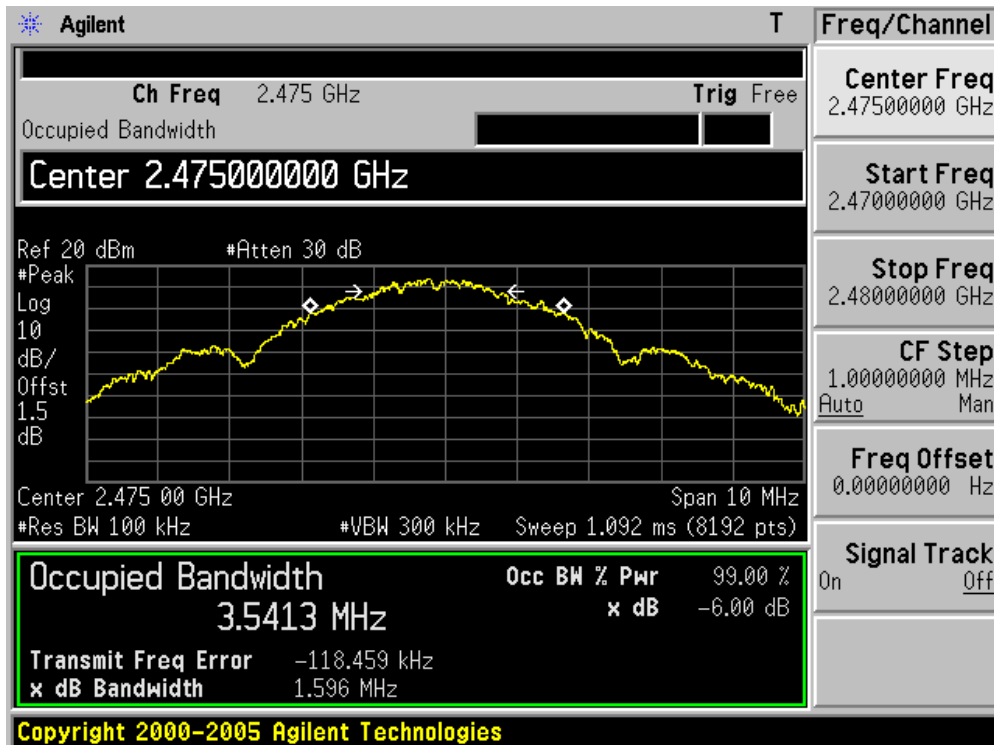 Agilent T
Ch Freq 2.475 GHz Trig Free
Occupied Bandwidth
Center 2.475000000 GHz
Ref 20 dBm #Atten 30 dB
#Peak
Log
10
dB/
Offst
1.5
dB
Center 2.475 00 GHz Span 10 MHz
#Res BW 100 kHz #VBW 300 kHz Sweep 1.092 ms (8192 pts)
Occupied Bandwidth Occ BW % Pwr 99.00 %
3.5413 MHz x dB -6.00 dB
Transmit Freq Error -118.459 kHz
x dB Bandwidth 1.596 MHz
Copyright 2000-2005 Agilent Technologies
Freq/Channel
Center Freq
2.47500000 GHz
Start Freq
2.47000000 GHz
Stop Freq
2.48000000 GHz
CF Step
1.00000000 MHz
Auto Man
Freq Offset
0.00000000 Hz
Signal Track
On Off